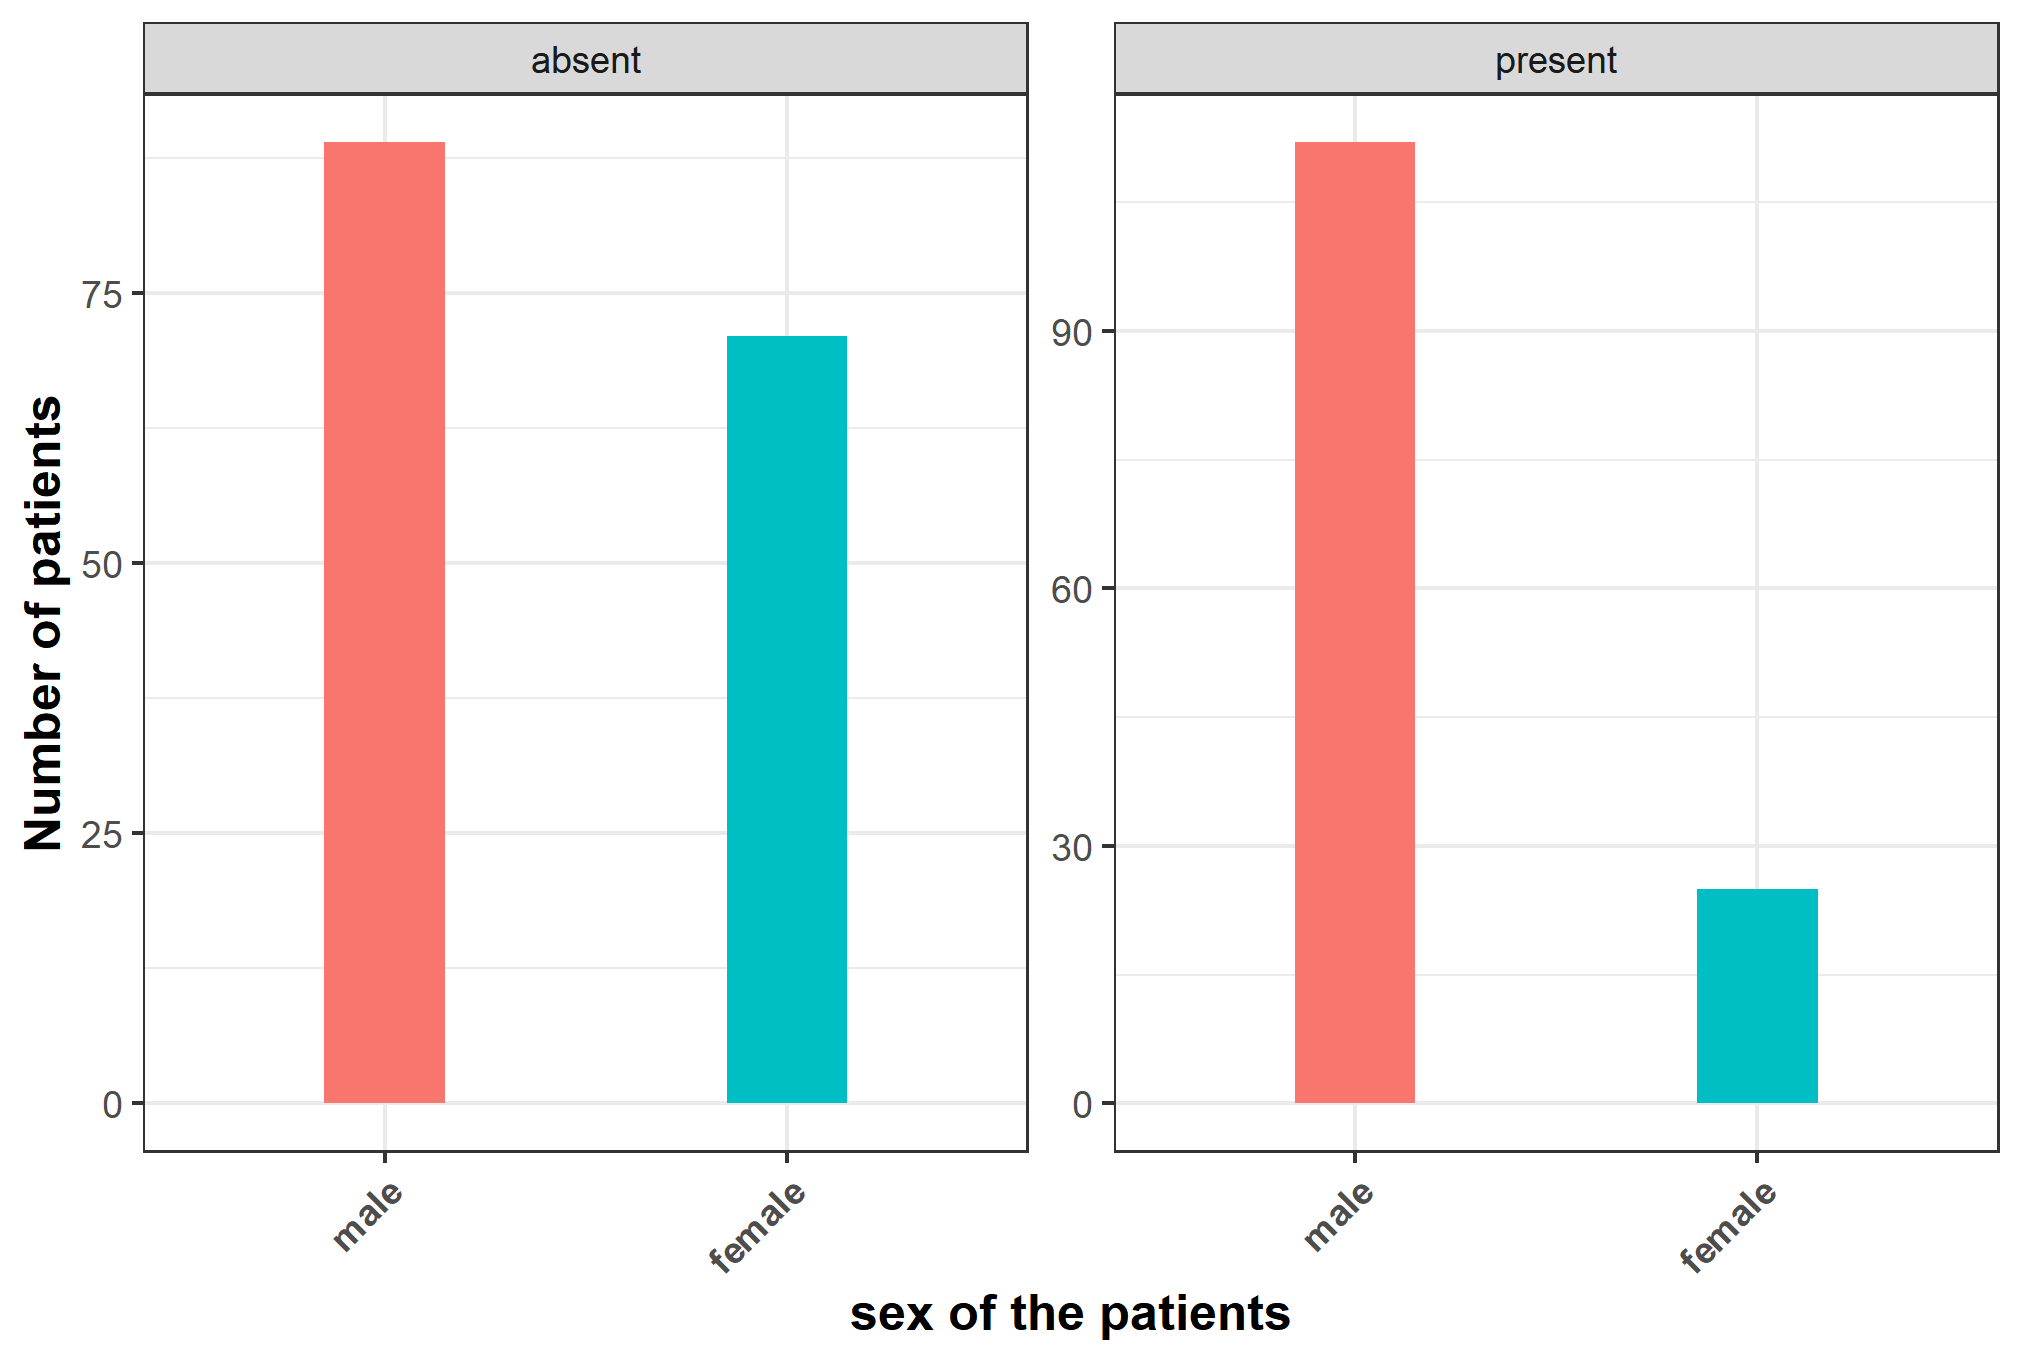 absent
present
Number of patients
75
50
25
0
90
60
30
0
male
female
male
female
sex of the patients